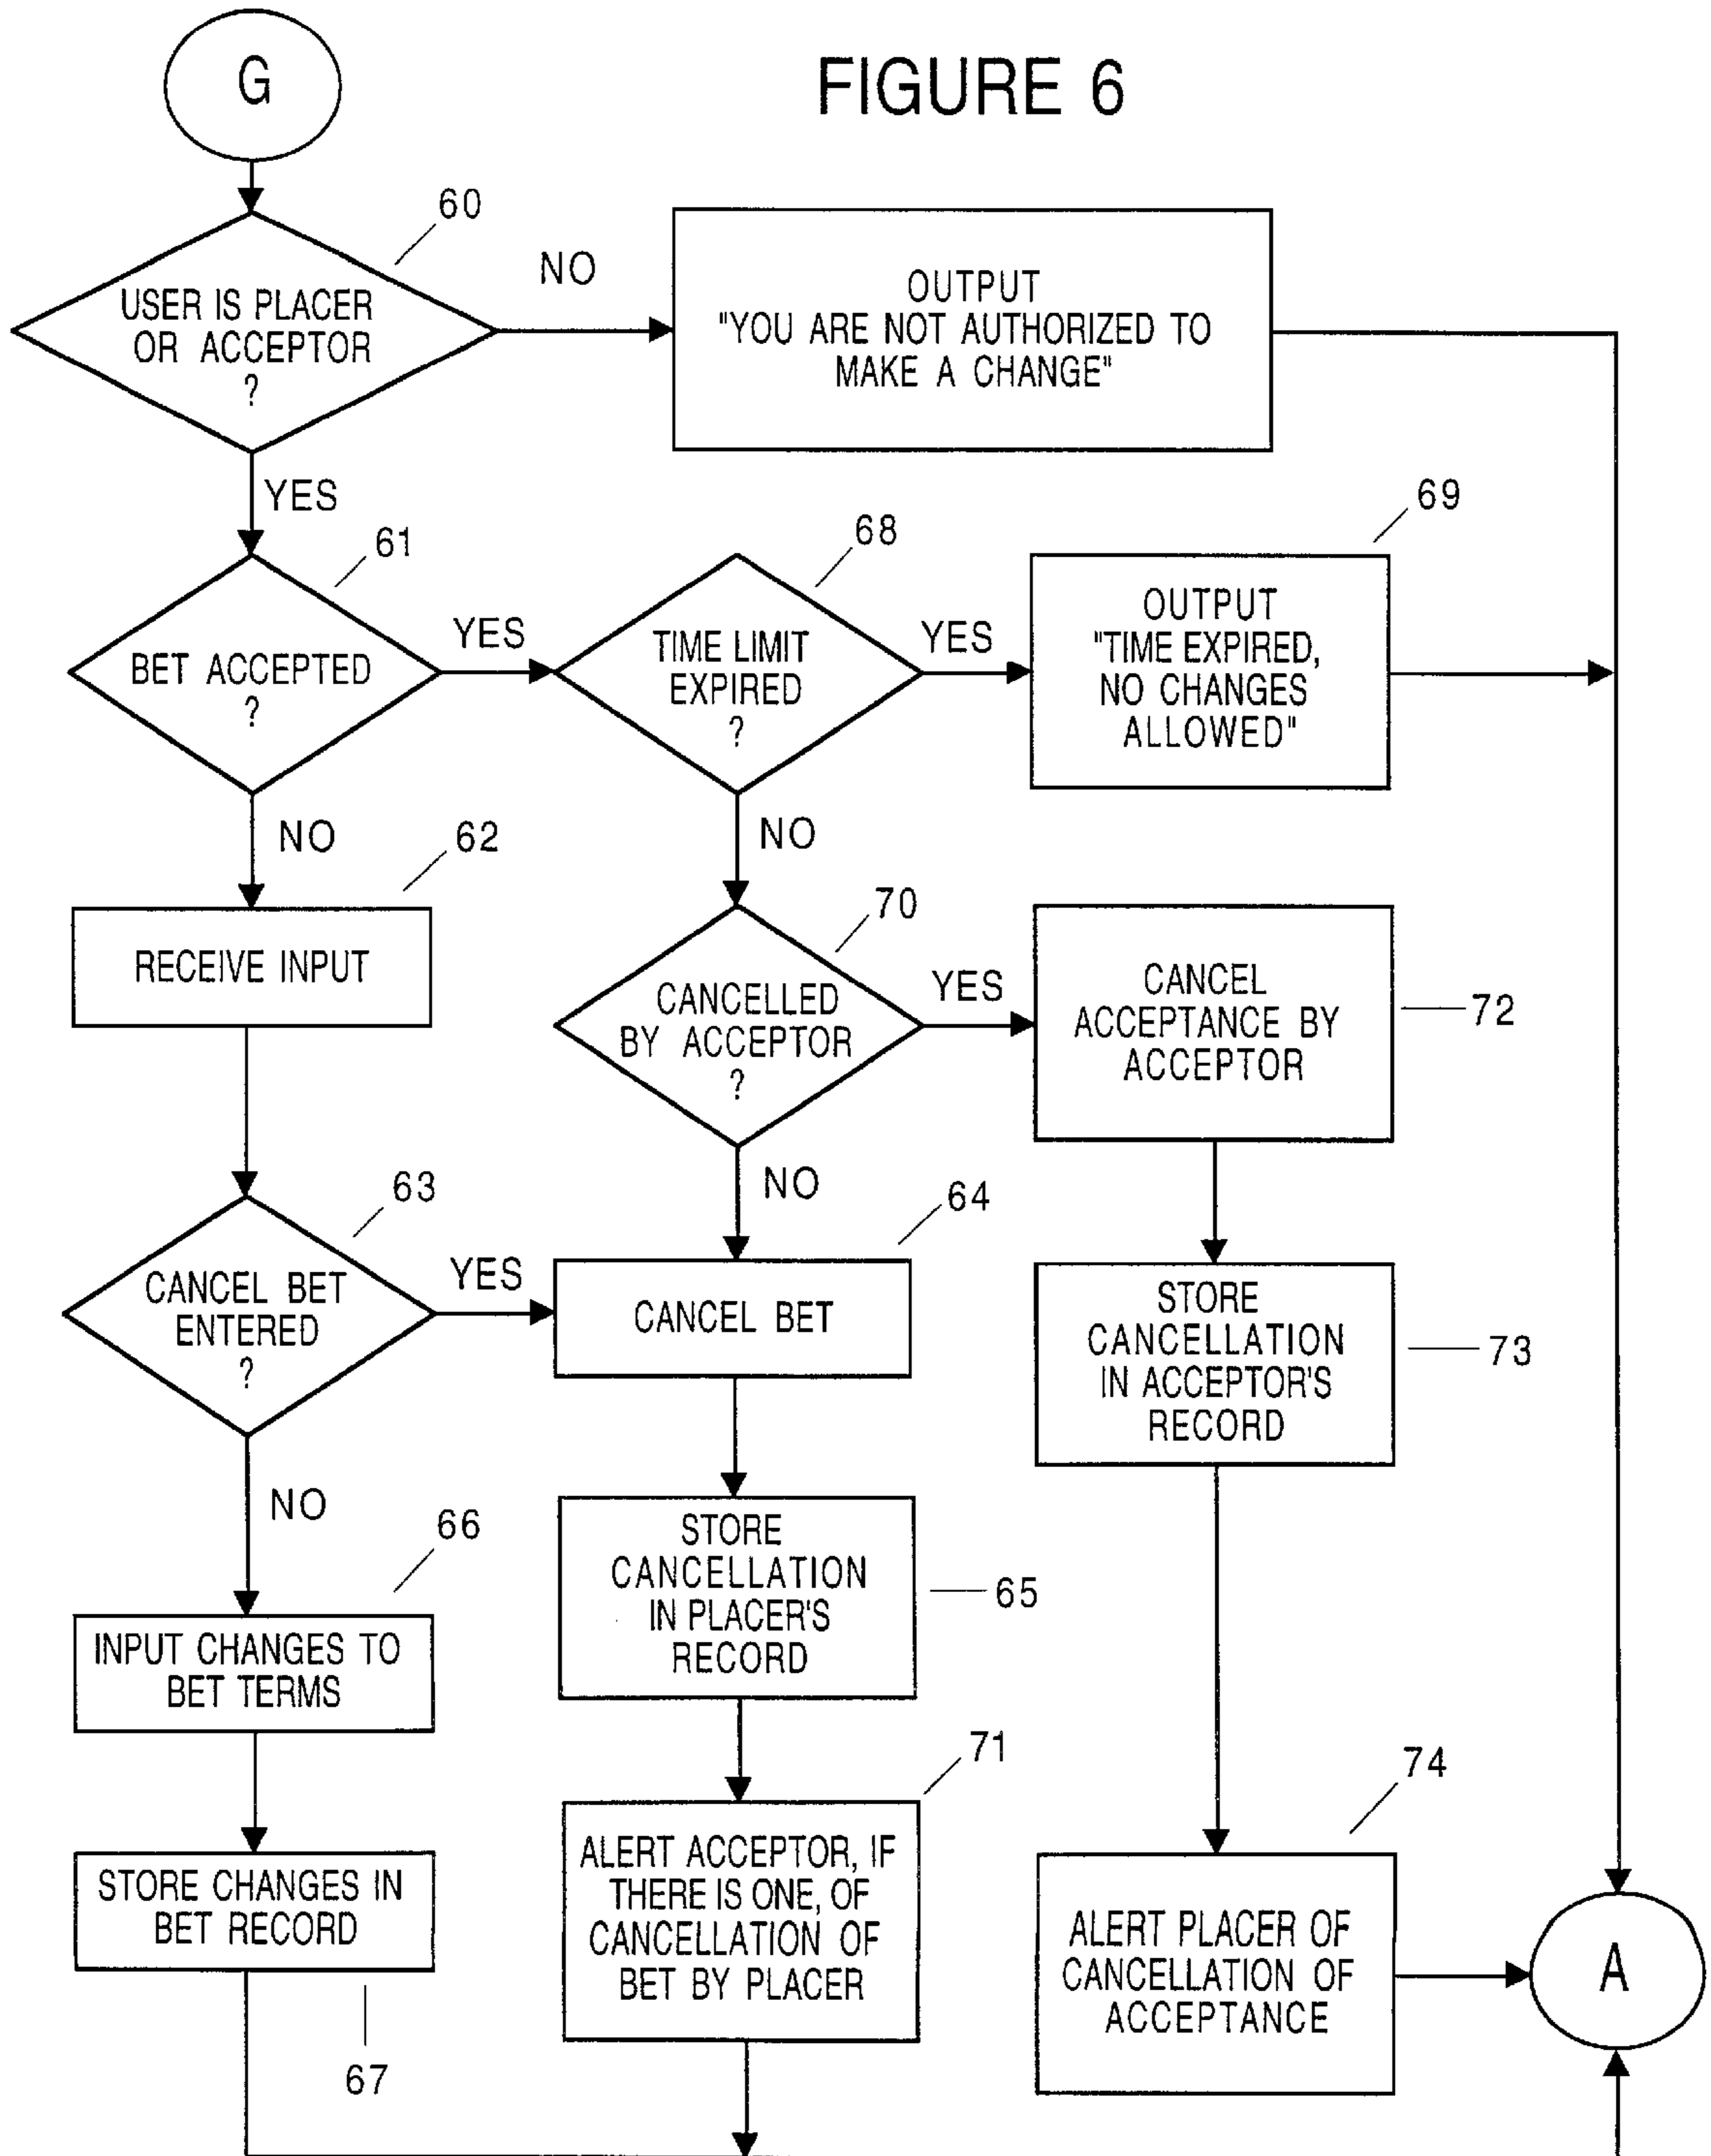 FIGURE 6
G
60
USER IS PLACER
OR ACCEPTOR
?
NO
OUTPUT
"YOU ARE NOT AUTHORIZED TO
MAKE A CHANGE"
YES
61
BET ACCEPTED
?
YES
68
TIME LIMIT
EXPIRED
?
YES
69
OUTPUT
"TIME EXPIRED,
NO CHANGES
ALLOWED"
NO
62
RECEIVE INPUT
NO
70
CANCELLED
BY ACCEPTOR
?
YES
CANCEL
ACCEPTANCE BY
ACCEPTOR
72
63
CANCEL BET
ENTERED
?
YES
NO
64
CANCEL BET
STORE
CANCELLATION
IN ACCEPTOR'S
RECORD
73
NO
66
INPUT CHANGES TO
BET TERMS
STORE
CANCELLATION
IN PLACER'S
RECORD
65
STORE CHANGES IN
BET RECORD
67
71
ALERT ACCEPTOR, IF
THERE IS ONE, OF
CANCELLATION OF
BET BY PLACER
74
ALERT PLACER OF
CANCELLATION OF
ACCEPTANCE
A